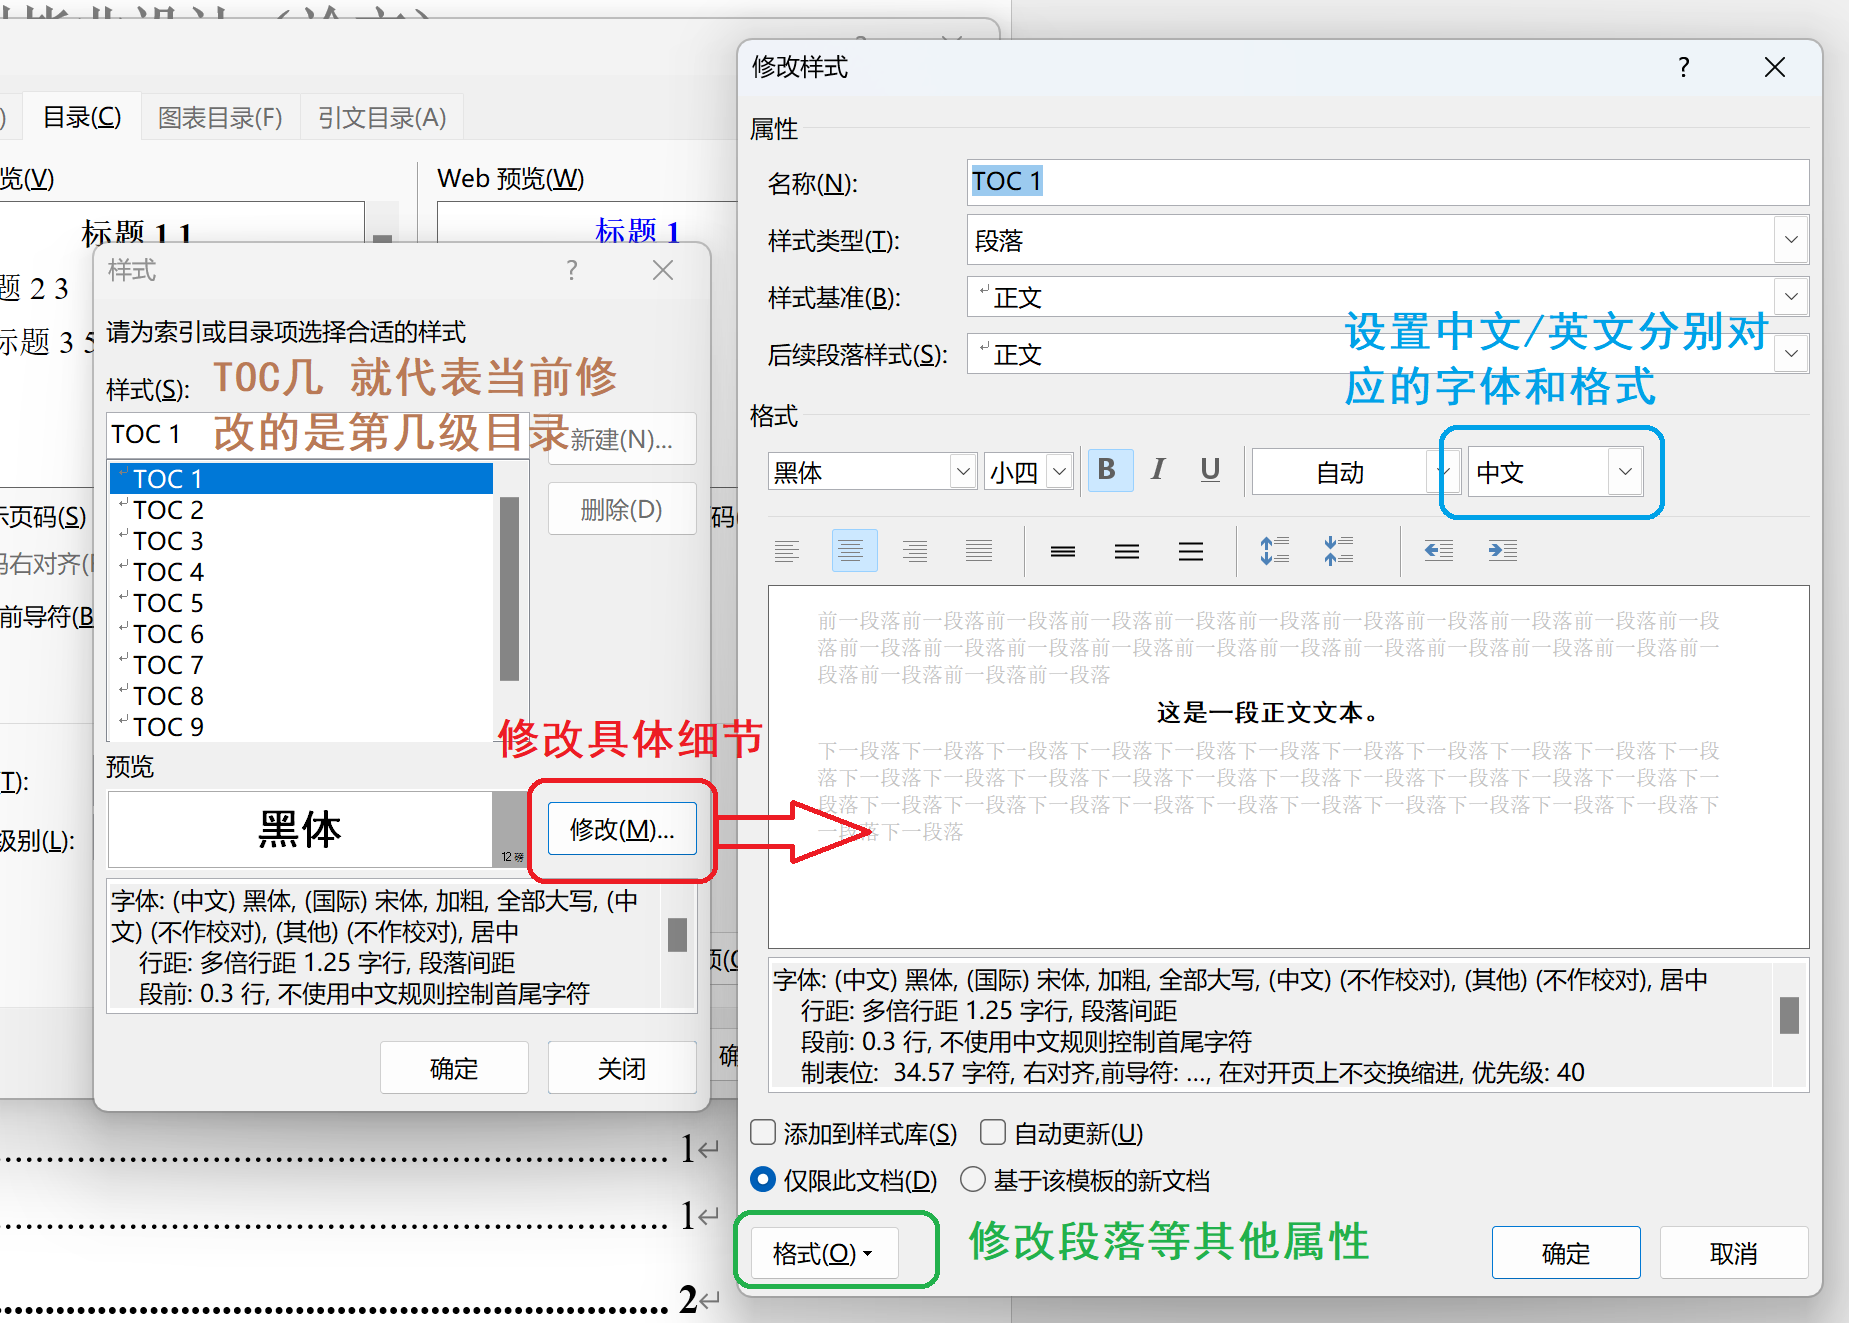 目录(C)
图表目录(F)
引文目录(A)
览(V)
Web 预览(W)
标题 1 1
标题 1
题 2 3
标题 3 5
示页码(S)
码右对齐(
前导符(B
T):
级别(L):
样式
?
请为索引或目录项选择合适的样式
样式(S):
TOC几 就代表当前修
改的是第几级目录
TOC 1
新建(N)...
删除(D)
TOC 1
TOC 2
TOC 3
TOC 4
TOC 5
TOC 6
TOC 7
TOC 8
TOC 9
修改具体细节
预览
黑体
12 磅
修改(M)...
字体: (中文) 黑体, (国际) 宋体, 加粗, 全部大写, (中
文) (不作校对), (其他) (不作校对), 居中
行距: 多倍行距 1.25 字行, 段落间距
段前: 0.3 行, 不使用中文规则控制首尾字符
确定
关闭
1
1
2
修改样式
?
属性
名称(N):
TOC 1
样式类型(T):
段落
样式基准(B):
正文
后续段落样式(S):
正文
设置中文/英文分别对
应的字体和格式
格式
黑体
小四
B
I
U
自动
中文
前一段落前一段落前一段落前一段落前一段落前一段落前一段落前一段落前一段落前一段落前一段
落前一段落前一段落前一段落前一段落前一段落前一段落前一段落前一段落前一段落前一段落前一
段落前一段落前一段落前一段落
这是一段正文文本。
下一段落下一段落下一段落下一段落下一段落下一段落下一段落下一段落下一段落下一段落下一段
落下一段落下一段落下一段落下一段落下一段落下一段落下一段落下一段落下一段落下一段落下一
段落下一段落下一段落下一段落下一段落下一段落下一段落下一段落下一段落下一段落下一段落下
一段落下一段落
字体: (中文) 黑体, (国际) 宋体, 加粗, 全部大写, (中文) (不作校对), (其他) (不作校对), 居中
行距: 多倍行距 1.25 字行, 段落间距
段前: 0.3 行, 不使用中文规则控制首尾字符
制表位: 34.57 字符, 右对齐,前导符: ..., 在对开页上不交换缩进, 优先级: 40
添加到样式库(S)
自动更新(U)
仅限此文档(D)
基于该模板的新文档
格式(O)
修改段落等其他属性
确定
取消